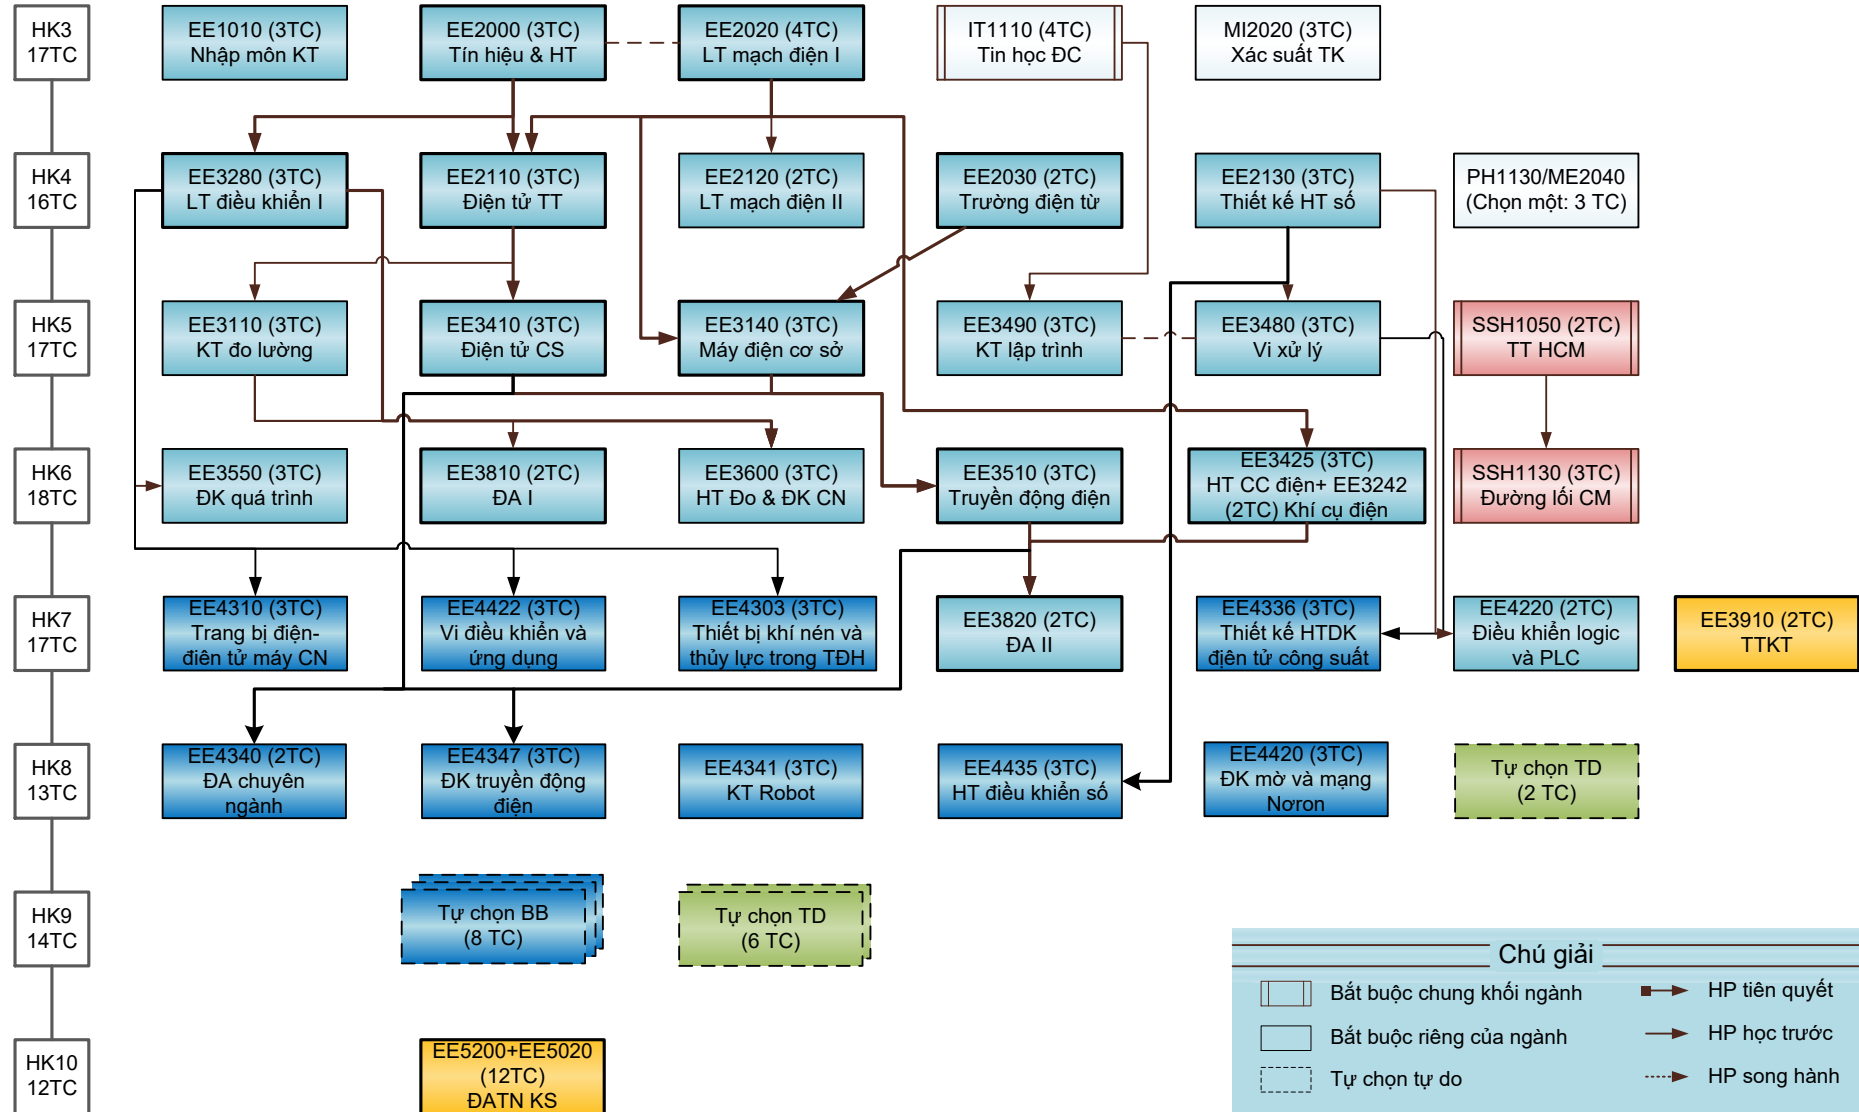 HK3
17TC
EE1010 (3TC)
Nhập môn KT
EE2000 (3TC)
Tín hiệu & HT
EE2020 (4TC)
LT mạch điện I
IT1110 (4TC)
Tin học ĐC
MI2020 (3TC)
Xác suất TK
HK4
16TC
EE3280 (3TC)
LT điều khiển I
EE2110 (3TC)
Điện tử TT
EE2120 (2TC)
LT mạch điện II
EE2030 (2TC)
Trường điện từ
EE2130 (3TC)
Thiết kế HT số
PH1130/ME2040
(Chọn một: 3 TC)
HK5
17TC
EE3110 (3TC)
KT đo lường
EE3410 (3TC)
Điện tử CS
EE3140 (3TC)
Máy điện cơ sở
EE3490 (3TC)
KT lập trình
EE3480 (3TC)
Vi xử lý
SSH1050 (2TC)
TT HCM
HK6
18TC
EE3550 (3TC)
ĐK quá trình
EE3810 (2TC)
ĐA I
EE3600 (3TC)
HT Đo & ĐK CN
EE3510 (3TC)
Truyền động điện
EE3425 (3TC)
HT CC điện+ EE3242
(2TC) Khí cụ điện
SSH1130 (3TC)
Đường lối CM
HK7
17TC
EE4310 (3TC)
Trang bị điện-
điên tử máy CN
EE4422 (3TC)
Vi điều khiển và
ứng dụng
EE4303 (3TC)
Thiết bị khí nén và
thủy lực trong TĐH
EE3820 (2TC)
ĐA II
EE4336 (3TC)
Thiết kế HTDK
điện tử công suất
EE4220 (2TC)
Điều khiển logic
và PLC
EE3910 (2TC)
TTKT
HK8
13TC
EE4340 (2TC)
ĐA chuyên
ngành
EE4347 (3TC)
ĐK truyền động
điện
EE4341 (3TC)
KT Robot
EE4435 (3TC)
HT điều khiển số
EE4420 (3TC)
ĐK mờ và mạng
Nơron
Tự chọn TD
(2 TC)
HK9
14TC
Tự chọn BB
(8 TC)
Tự chọn TD
(6 TC)
HK10
12TC
EE5200+EE5020
(12TC)
ĐATN KS
Chú giải
Bắt buộc chung khối ngành
HP tiên quyết
Bắt buộc riêng của ngành
HP học trước
Tự chọn tự do
HP song hành